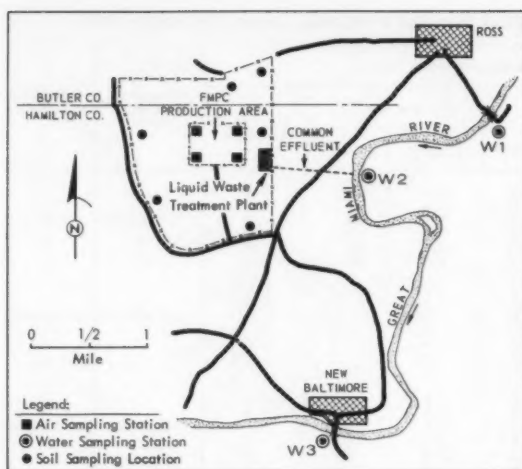 ROSS
BUTLER CO
HAMILTON CO.
FMPC
PRODUCTION AREA
COMMON
EFFLUENT
RIVER
W1
W2
Liquid Waste
Treatment Plant
MIAMI
N
GREAT
0 1/2 1
Mile
NEW
BALTIMORE
W3
Legend:
Air Sampling Station
Water Sampling Station
Soil Sampling Location